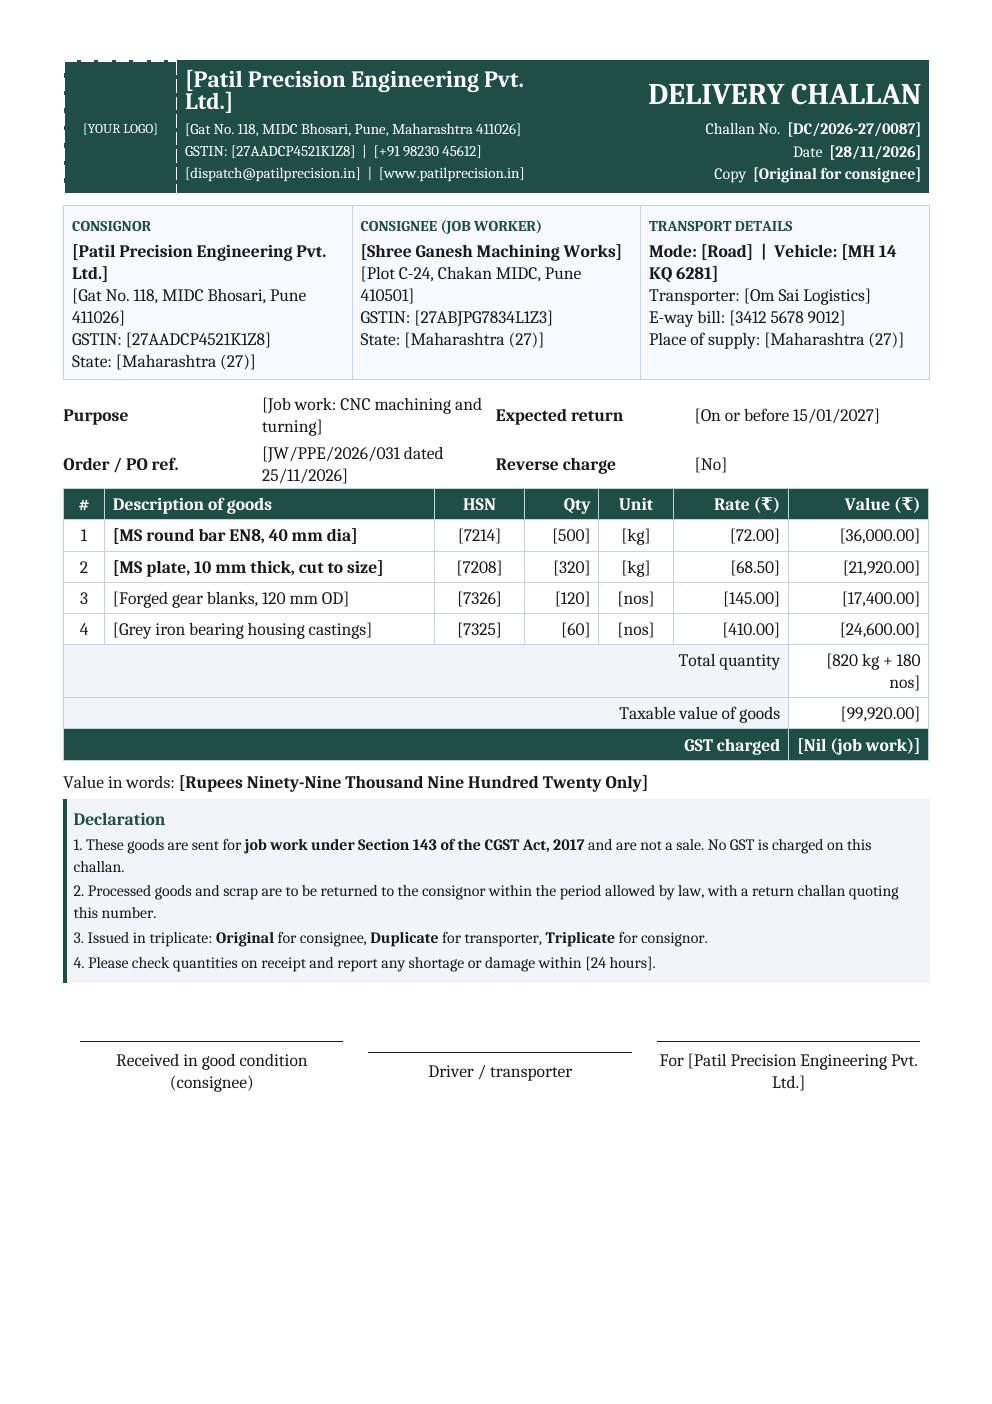 [YOUR LOGO]
[Patil Precision Engineering Pvt.
Ltd.]
[Gat No. 118, MIDC Bhosari, Pune, Maharashtra 411026]
GSTIN: [27AADCP4521K1Z8] | [+91 98230 45612]
[dispatch@patilprecision.in] | [www.patilprecision.in]
DELIVERY CHALLAN
Challan No. [DC/2026-27/0087]
Date [28/11/2026]
Copy [Original for consignee]
CONSIGNOR
[Patil Precision Engineering Pvt.
Ltd.]
[Gat No. 118, MIDC Bhosari, Pune
411026]
GSTIN: [27AADCP4521K1Z8]
State: [Maharashtra (27)]
CONSIGNEE (JOB WORKER)
[Shree Ganesh Machining Works]
[Plot C-24, Chakan MIDC, Pune
410501]
GSTIN: [27ABJPG7834L1Z3]
State: [Maharashtra (27)]
TRANSPORT DETAILS
Mode: [Road] | Vehicle: [MH 14
KQ 6281]
Transporter: [Om Sai Logistics]
E-way bill: [3412 5678 9012]
Place of supply: [Maharashtra (27)]
Purpose [Job work: CNC machining and
turning] Expected return [On or before 15/01/2027]
Order / PO ref. [JW/PPE/2026/031 dated
25/11/2026] Reverse charge [No]
# Description of goods HSN Qty Unit Rate (₹) Value (₹)
1 [MS round bar EN8, 40 mm dia] [7214] [500] [kg] [72.00] [36,000.00]
2 [MS plate, 10 mm thick, cut to size] [7208] [320] [kg] [68.50] [21,920.00]
3 [Forged gear blanks, 120 mm OD] [7326] [120] [nos] [145.00] [17,400.00]
4 [Grey iron bearing housing castings] [7325] [60] [nos] [410.00] [24,600.00]
Total quantity [820 kg + 180
nos]
Taxable value of goods [99,920.00]
GST charged [Nil (job work)]
Value in words: [Rupees Ninety-Nine Thousand Nine Hundred Twenty Only]
Declaration
1. These goods are sent for job work under Section 143 of the CGST Act, 2017 and are not a sale. No GST is charged on this
challan.
2. Processed goods and scrap are to be returned to the consignor within the period allowed by law, with a return challan quoting
this number.
3. Issued in triplicate: Original for consignee, Duplicate for transporter, Triplicate for consignor.
4. Please check quantities on receipt and report any shortage or damage within [24 hours].
Received in good condition
(consignee)
Driver / transporter
For [Patil Precision Engineering Pvt.
Ltd.]